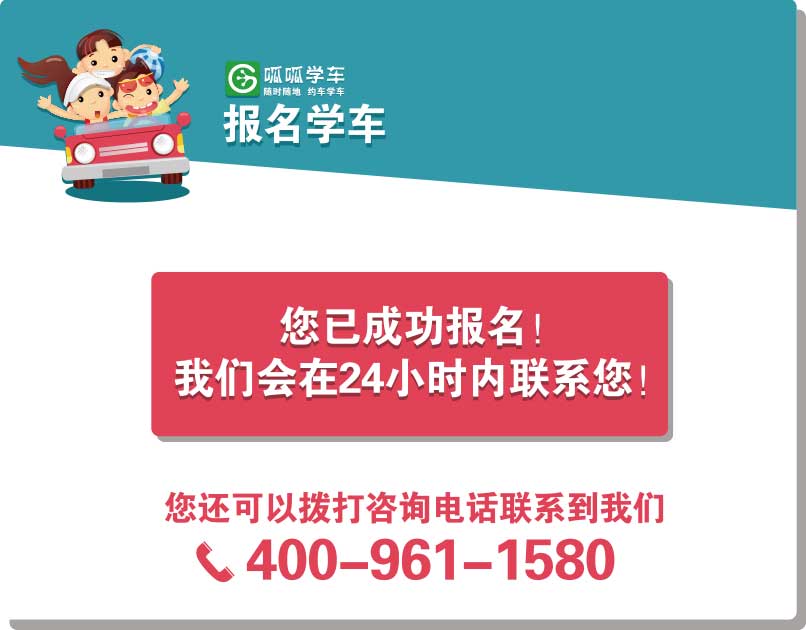 呱呱学车
随时随地 约车学车
报名学车
您已成功报名！
我们会在24小时内联系您！
您还可以拨打咨询电话联系到我们
400-961-1580